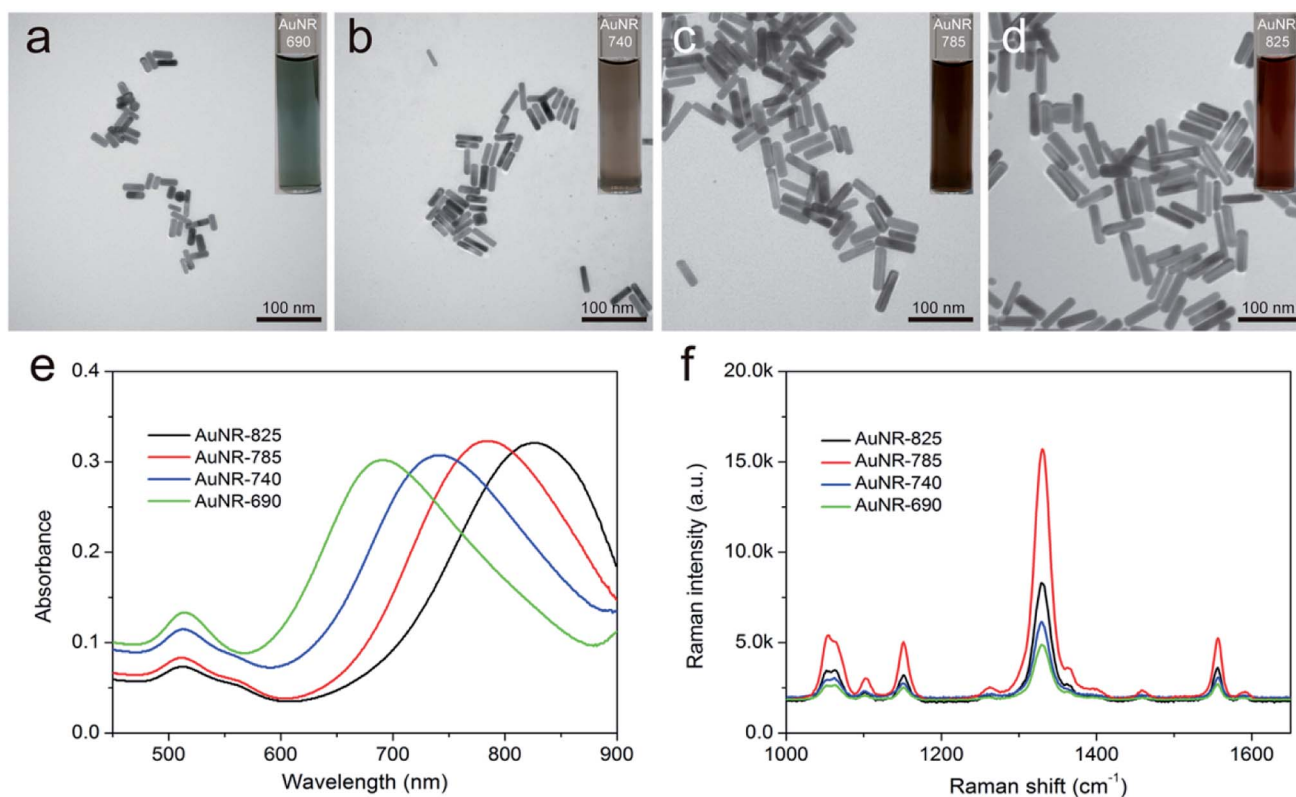 a
AuNR
690
100 nm
b
AuNR
740
100 nm
c
AuNR
785
100 nm
d
AuNR
825
100 nm
e
0.4
0.3
0.2
0.1
0.0
Absorbance
AuNR-825
AuNR-785
AuNR-740
AuNR-690
500
600
700
800
900
Wavelength (nm)
f
20.0k
15.0k
10.0k
5.0k
0.0
Raman intensity (a.u.)
AuNR-825
AuNR-785
AuNR-740
AuNR-690
1000
1200
1400
1600
Raman shift (cm⁻¹)